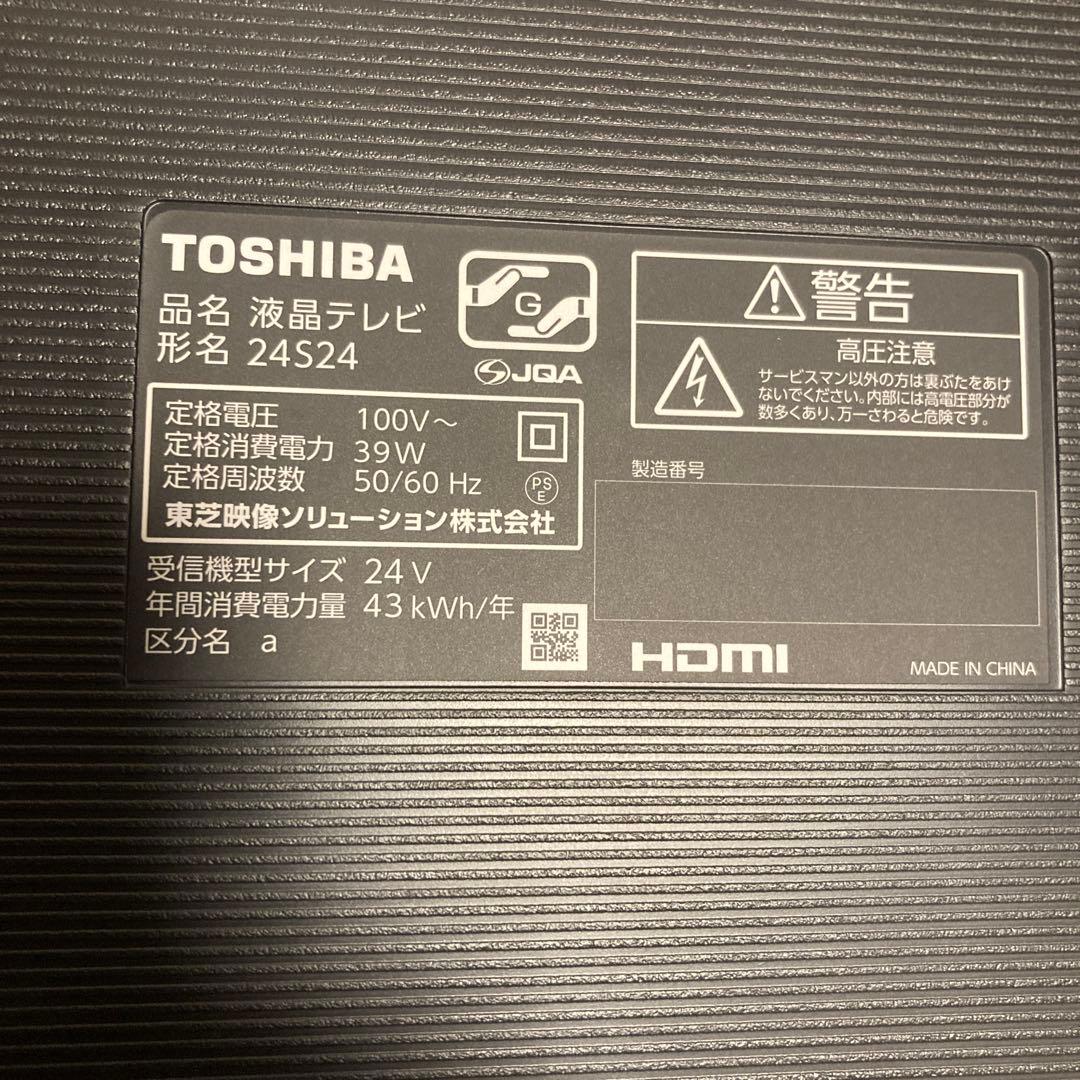 TOSHIBA
品名 液晶テレビ
形名 24S24
G
JQA
定格電圧 100V～
定格消費電力 39W
定格周波数 50/60 Hz
PS
E
東芝映像ソリューション株式会社
受信機型サイズ 24V
年間消費電力量 43kWh/年
区分名 a
警告
高圧注意
サービスマン以外の方は裏ぶたをあけ
ないでください。内部には高電圧部分が
数多くあり、万一さわると危険です。
製造番号
HDMI
MADE IN CHINA